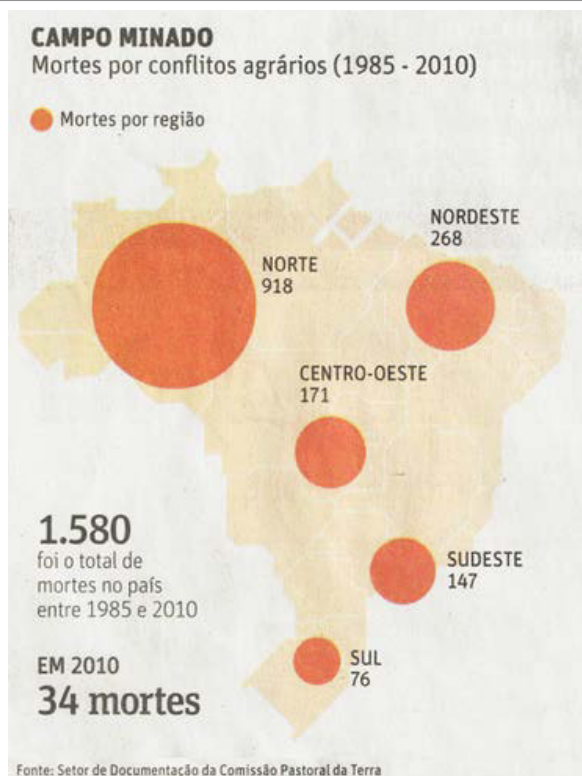 CAMPO MINADO
Mortes por conflitos agrários (1985 - 2010)
Mortes por região
NORDESTE
268
NORTE
918
CENTRO-OESTE
171
1.580
foi o total de
mortes no país
entre 1985 e 2010
SUDESTE
147
EM 2010
34 mortes
SUL
76
Fonte: Setor de Documentação da Comissão Pastoral da Terra